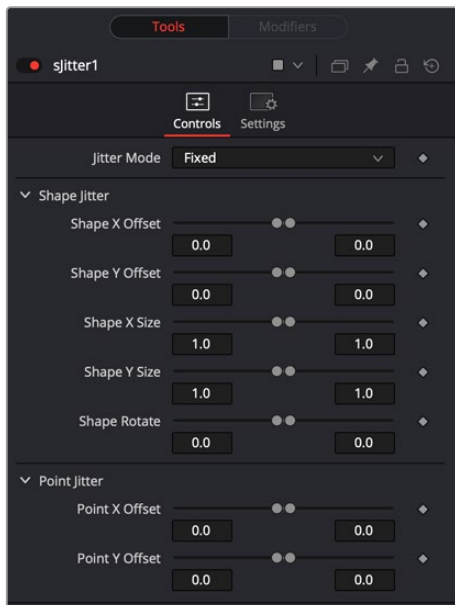 Tools Modifiers
sJitter1
Controls Settings
Jitter Mode Fixed
Shape Jitter
Shape X Offset
0.0 0.0
Shape Y Offset
0.0 0.0
Shape X Size
1.0 1.0
Shape Y Size
1.0 1.0
Shape Rotate
0.0 0.0
Point Jitter
Point X Offset
0.0 0.0
Point Y Offset
0.0 0.0